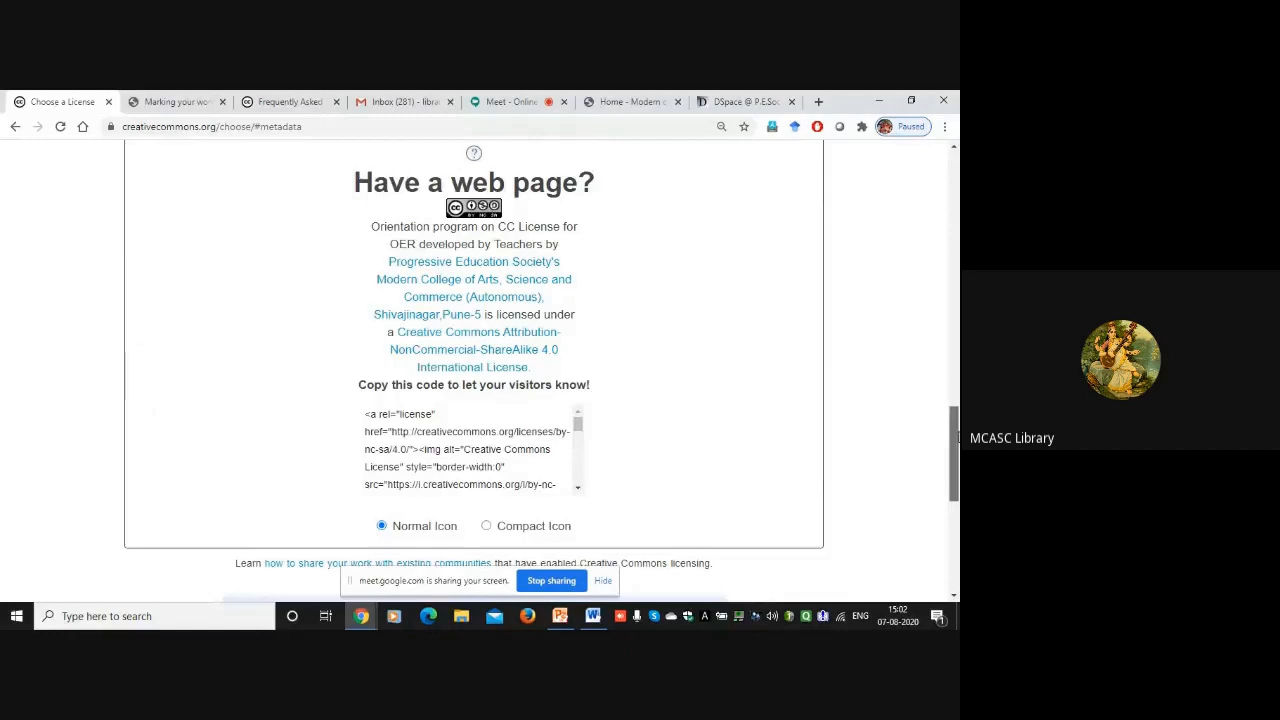 Choose a License
Marking your wo
Frequently Asked
Inbox (281) - libra
Meet - Online
Home - Modern c
DSpace @ P.E.Soc
creativecommons.org/choose/#metadata
Paused
?
Have a web page?
CC BY NC SA
Orientation program on CC License for
OER developed by Teachers by
Progressive Education Society's
Modern College of Arts, Science and
Commerce (Autonomous),
Shivajinagar,Pune-5 is licensed under
a Creative Commons Attribution-
NonCommercial-ShareAlike 4.0
International License.
Copy this code to let your visitors know!
<a rel="license"
href="http://creativecommons.org/licenses/by-
nc-sa/4.0/"><img alt="Creative Commons
License" style="border-width:0"
src="https://i.creativecommons.org/l/by-nc-
Normal Icon
Compact Icon
Learn how to share your work with existing communities that have enabled Creative Commons licensing.
meet.google.com is sharing your screen.
Stop sharing
Hide
MCASC Library
Type here to search
ENG
15:02
07-08-2020